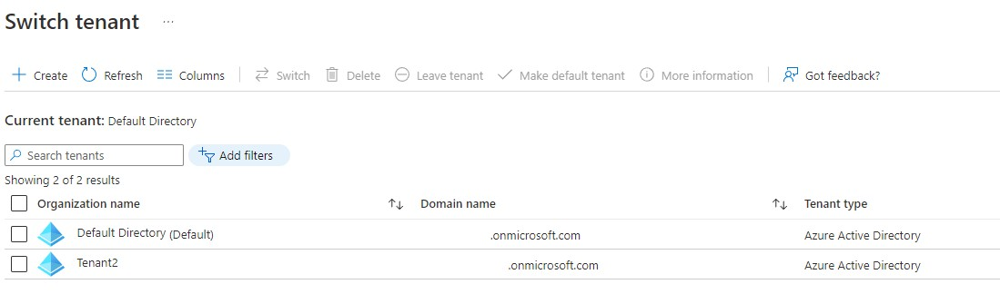 Switch tenant ...
Create Refresh Columns Switch Delete Leave tenant Make default tenant More information Got feedback?
Current tenant: Default Directory
Search tenants Add filters
Showing 2 of 2 results
Organization name Domain name Tenant type
Default Directory (Default) .onmicrosoft.com Azure Active Directory
Tenant2 .onmicrosoft.com Azure Active Directory